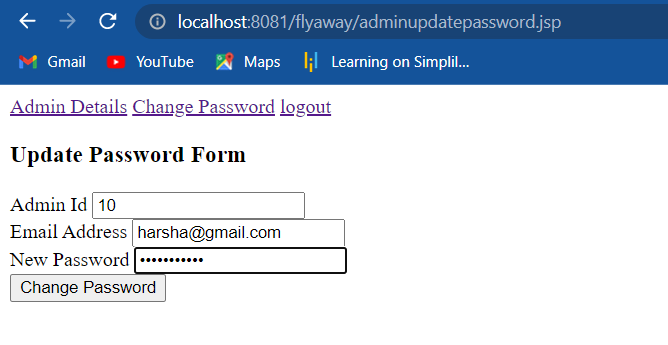 localhost:8081/flyaway/adminupdatepassword.jsp
Gmail YouTube Maps Learning on Simplil...
Admin Details Change Password logout
Update Password Form
Admin Id 10
Email Address harsha@gmail.com
New Password •••••••••••
Change Password